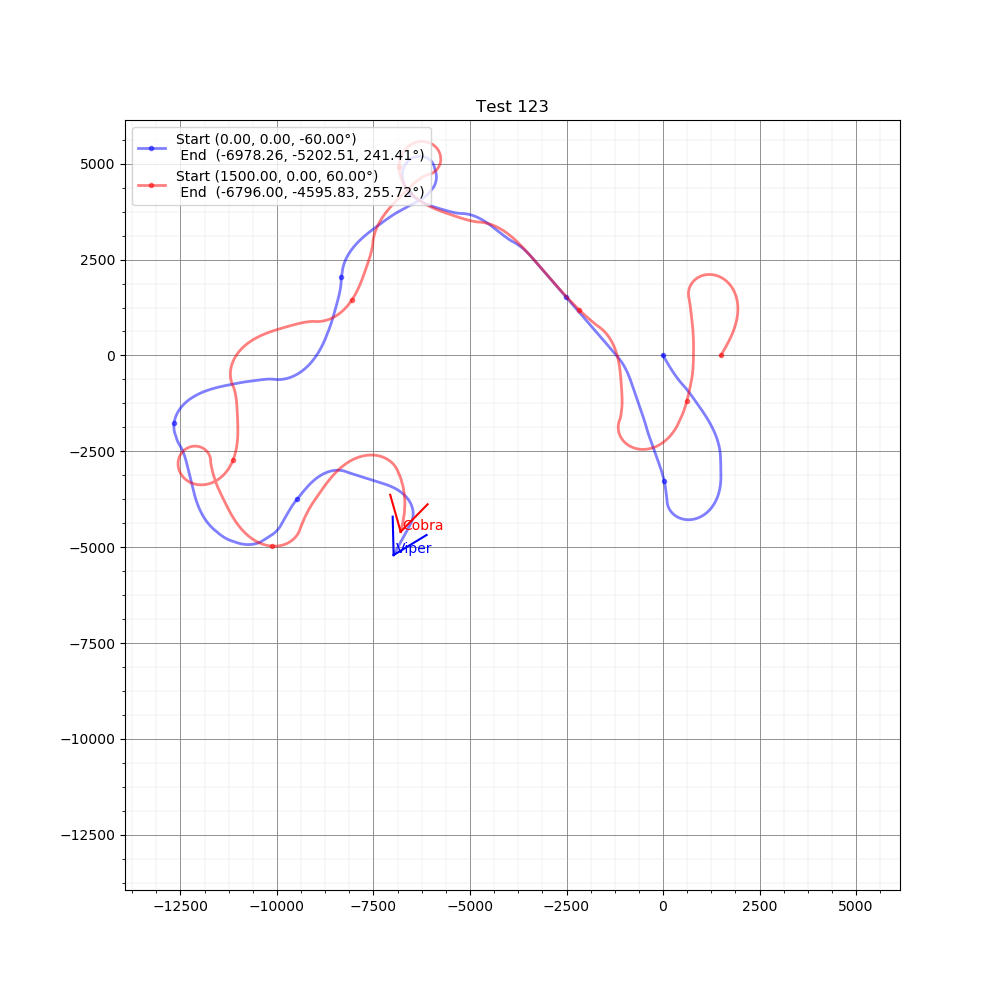 Test 123
Start (0.00, 0.00, -60.00°)
End  (-6978.26, -5202.51, 241.41°)
Start (1500.00, 0.00, 60.00°)
End  (-6796.00, -4595.83, 255.72°)
5000
2500
0
−2500
−5000
−7500
−10000
−12500
Cobra
Viper
−12500 −10000 −7500 −5000 −2500 0 2500 5000